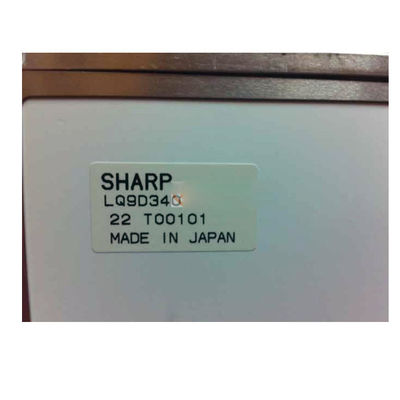 SHARP
LQ9D340
22 T00101
MADE IN JAPAN